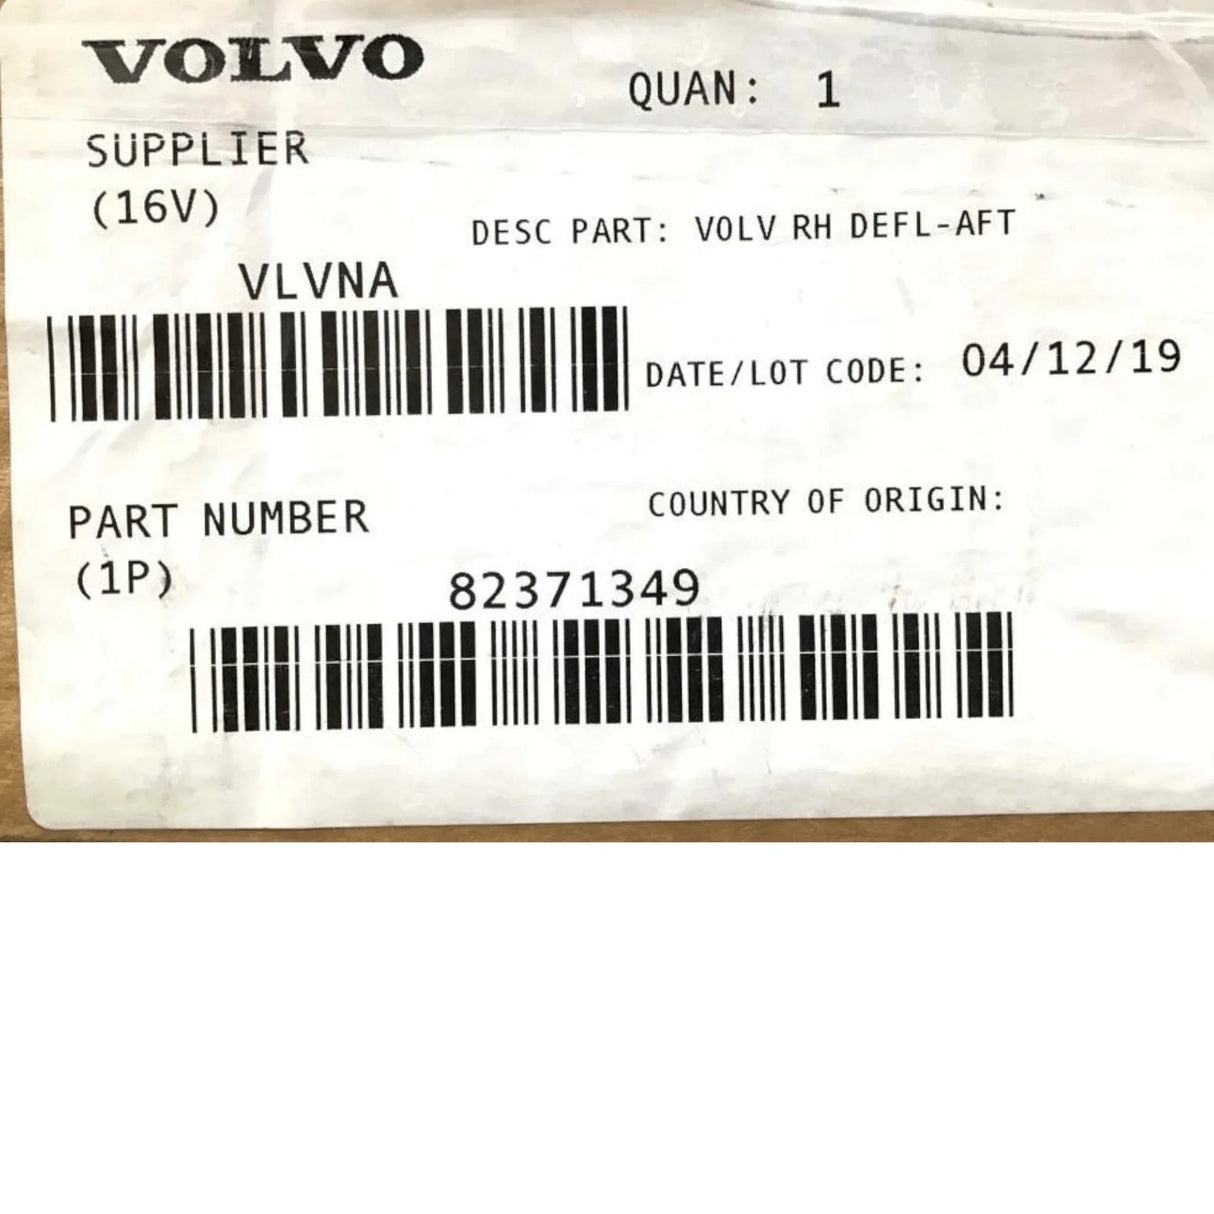 VOLVO
QUAN: 1
SUPPLIER
(16V)
DESC PART: VOLV RH DEFL-AFT
VLVNA
DATE/LOT CODE: 04/12/19
PART NUMBER
COUNTRY OF ORIGIN:
(1P)
82371349